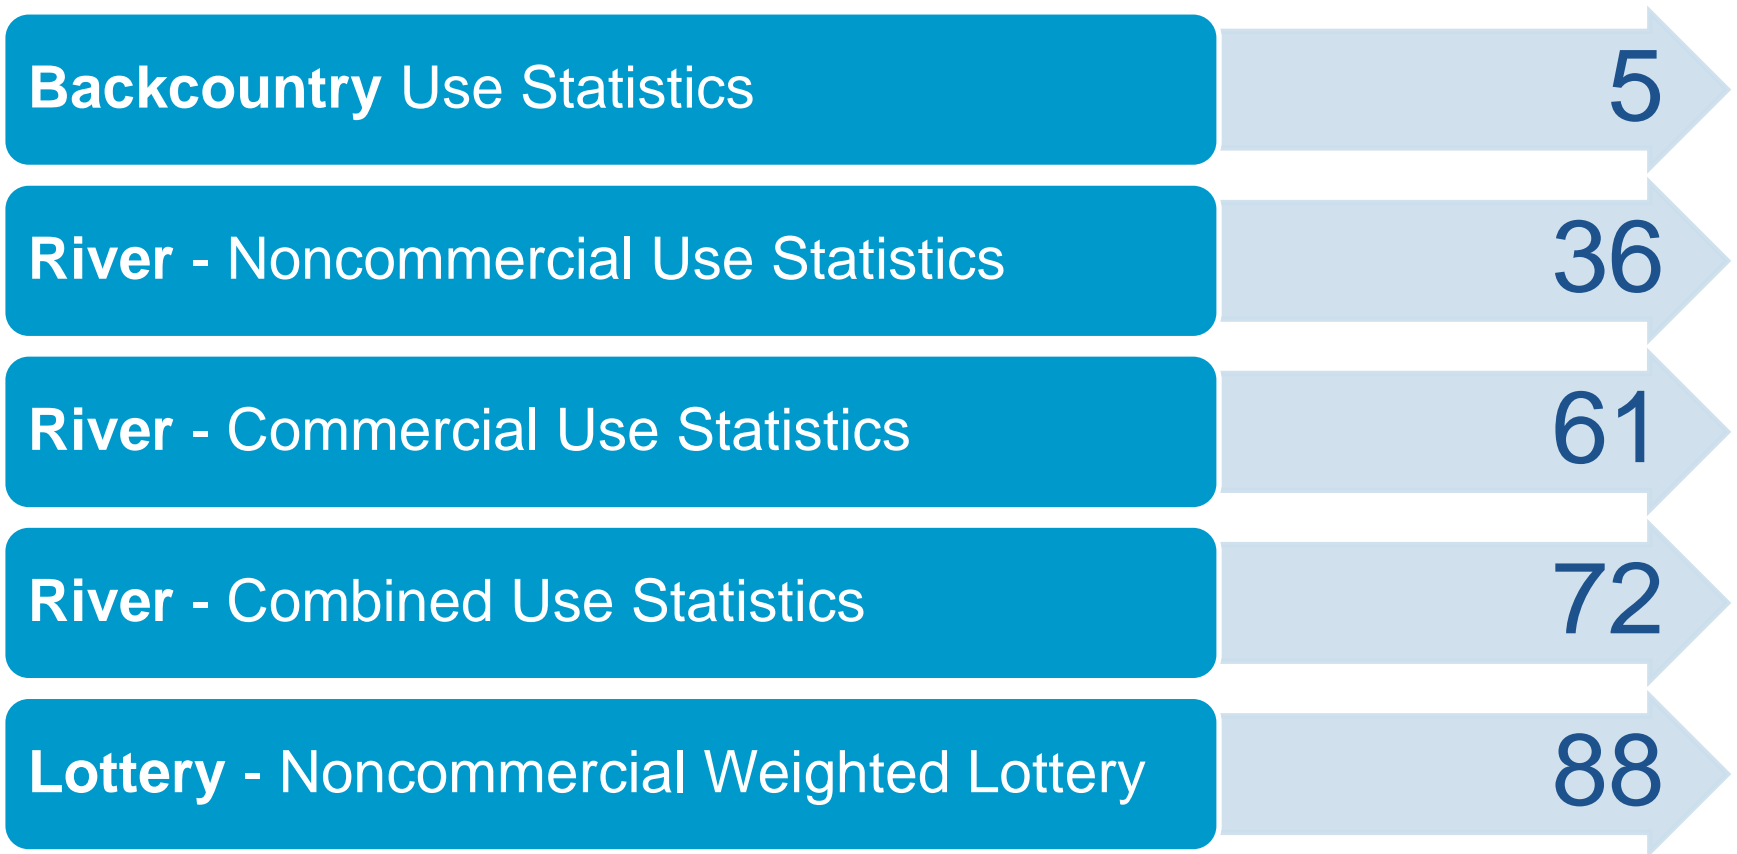 Backcountry Use Statistics 5
River - Noncommercial Use Statistics 36
River - Commercial Use Statistics 61
River - Combined Use Statistics 72
Lottery - Noncommercial Weighted Lottery 88